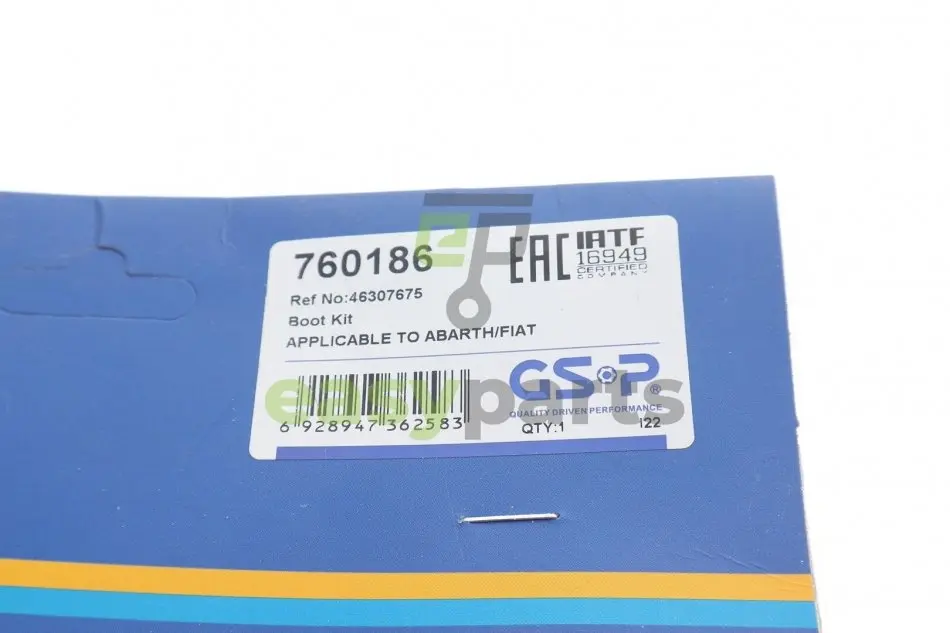 760186
EAC
IATF
16949
CERTIFIED
COMPANY
Ref No:46307675
Boot Kit
APPLICABLE TO ABARTH/FIAT
GSP®
QUALITY DRIVEN PERFORMANCE
6 928947 362583
QTY:1
122
easyparts